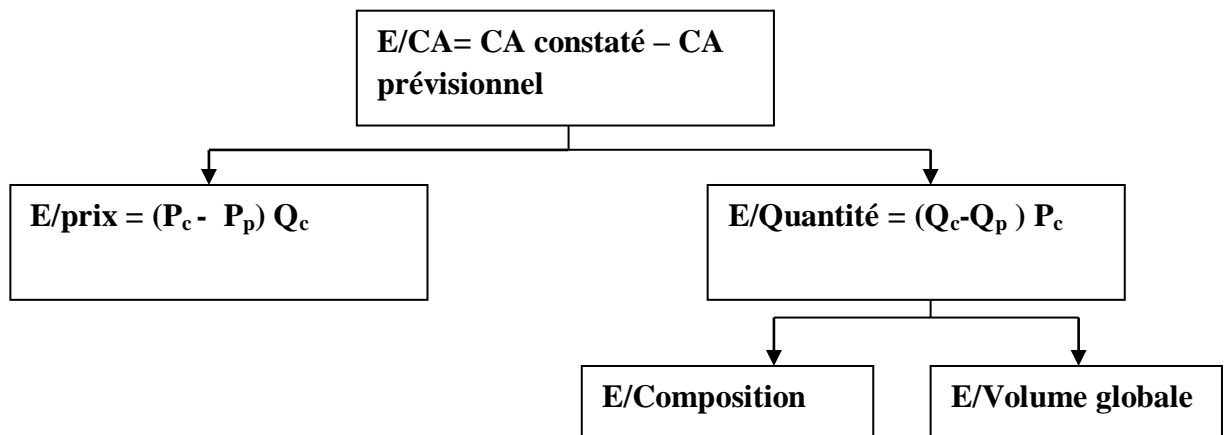 E/CA= CA constaté – CA
prévisionnel
E/prix = (Pc - Pp) Qc
E/Quantité = (Qc-Qp ) Pc
E/Composition
E/Volume globale